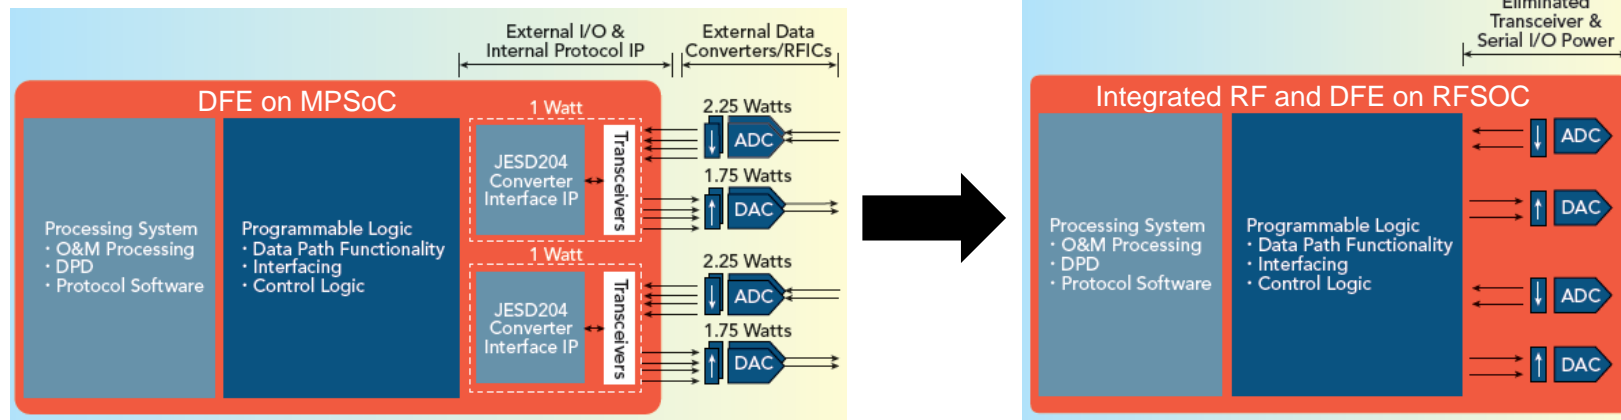 External I/O &
Internal Protocol IP
External Data
Converters/RFICs
DFE on MPSoC
1 Watt
JESD204
Converter
Interface IP
Transceivers
2.25 Watts
ADC
1.75 Watts
DAC
Processing System
· O&M Processing
· DPD
· Protocol Software
Programmable Logic
· Data Path Functionality
· Interfacing
· Control Logic
1 Watt
JESD204
Converter
Interface IP
Transceivers
2.25 Watts
ADC
1.75 Watts
DAC
Eliminated
Transceiver &
Serial I/O Power
Integrated RF and DFE on RFSOC
Processing System
· O&M Processing
· DPD
· Protocol Software
Programmable Logic
· Data Path Functionality
· Interfacing
· Control Logic
ADC
DAC
ADC
DAC